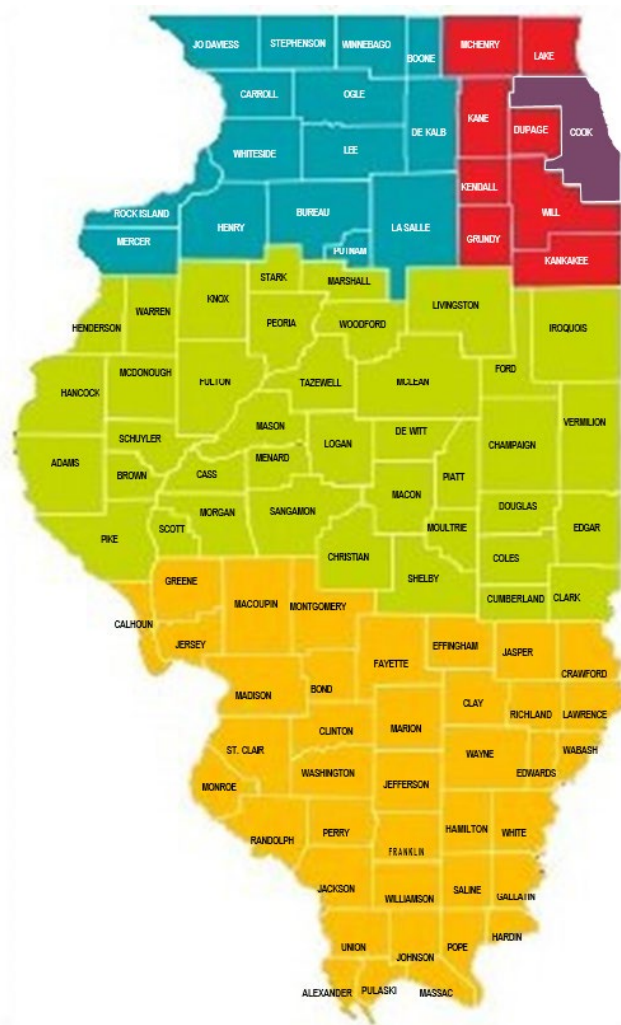 JO DAVIESS
STEPHENSON
WINNEBAGO
BOONE
MCHENRY
LAKE
CARROLL
OGLE
DE KALB
KANE
DUPAGE
COOK
WHITESIDE
LEE
KENDALL
ROCK ISLAND
HENRY
BUREAU
LA SALLE
WILL
MERCER
PUTNAM
GRUNDY
KANKAKEE
STARK
MARSHALL
KNOX
HENDERSON
WARREN
PEORIA
WOODFORD
LIVINGSTON
IROQUOIS
HANCOCK
MCDONOUGH
FULTON
TAZEWELL
MCLEAN
FORD
VERMILION
MASON
DE WITT
SCHUYLER
LOGAN
CHAMPAIGN
ADAMS
BROWN
CASS
MENARD
PIATT
MACON
SCOTT
MORGAN
SANGAMON
DOUGLAS
PIKE
MOULTRIE
EDGAR
CHRISTIAN
COLES
SHELBY
GREENE
MACOUPIN
MONTGOMERY
CUMBERLAND
CLARK
CALHOUN
JERSEY
FAYETTE
EFFINGHAM
JASPER
CRAWFORD
MADISON
BOND
CLAY
RICHLAND
LAWRENCE
CLINTON
MARION
ST. CLAIR
WAYNE
WABASH
EDWARDS
WASHINGTON
JEFFERSON
MONROE
RANDOLPH
PERRY
HAMILTON
WHITE
FRANKLIN
JACKSON
WILLIAMSON
SALINE
GALLATIN
UNION
JOHNSON
POPE
HARDIN
ALEXANDER
PULASKI
MASSAC